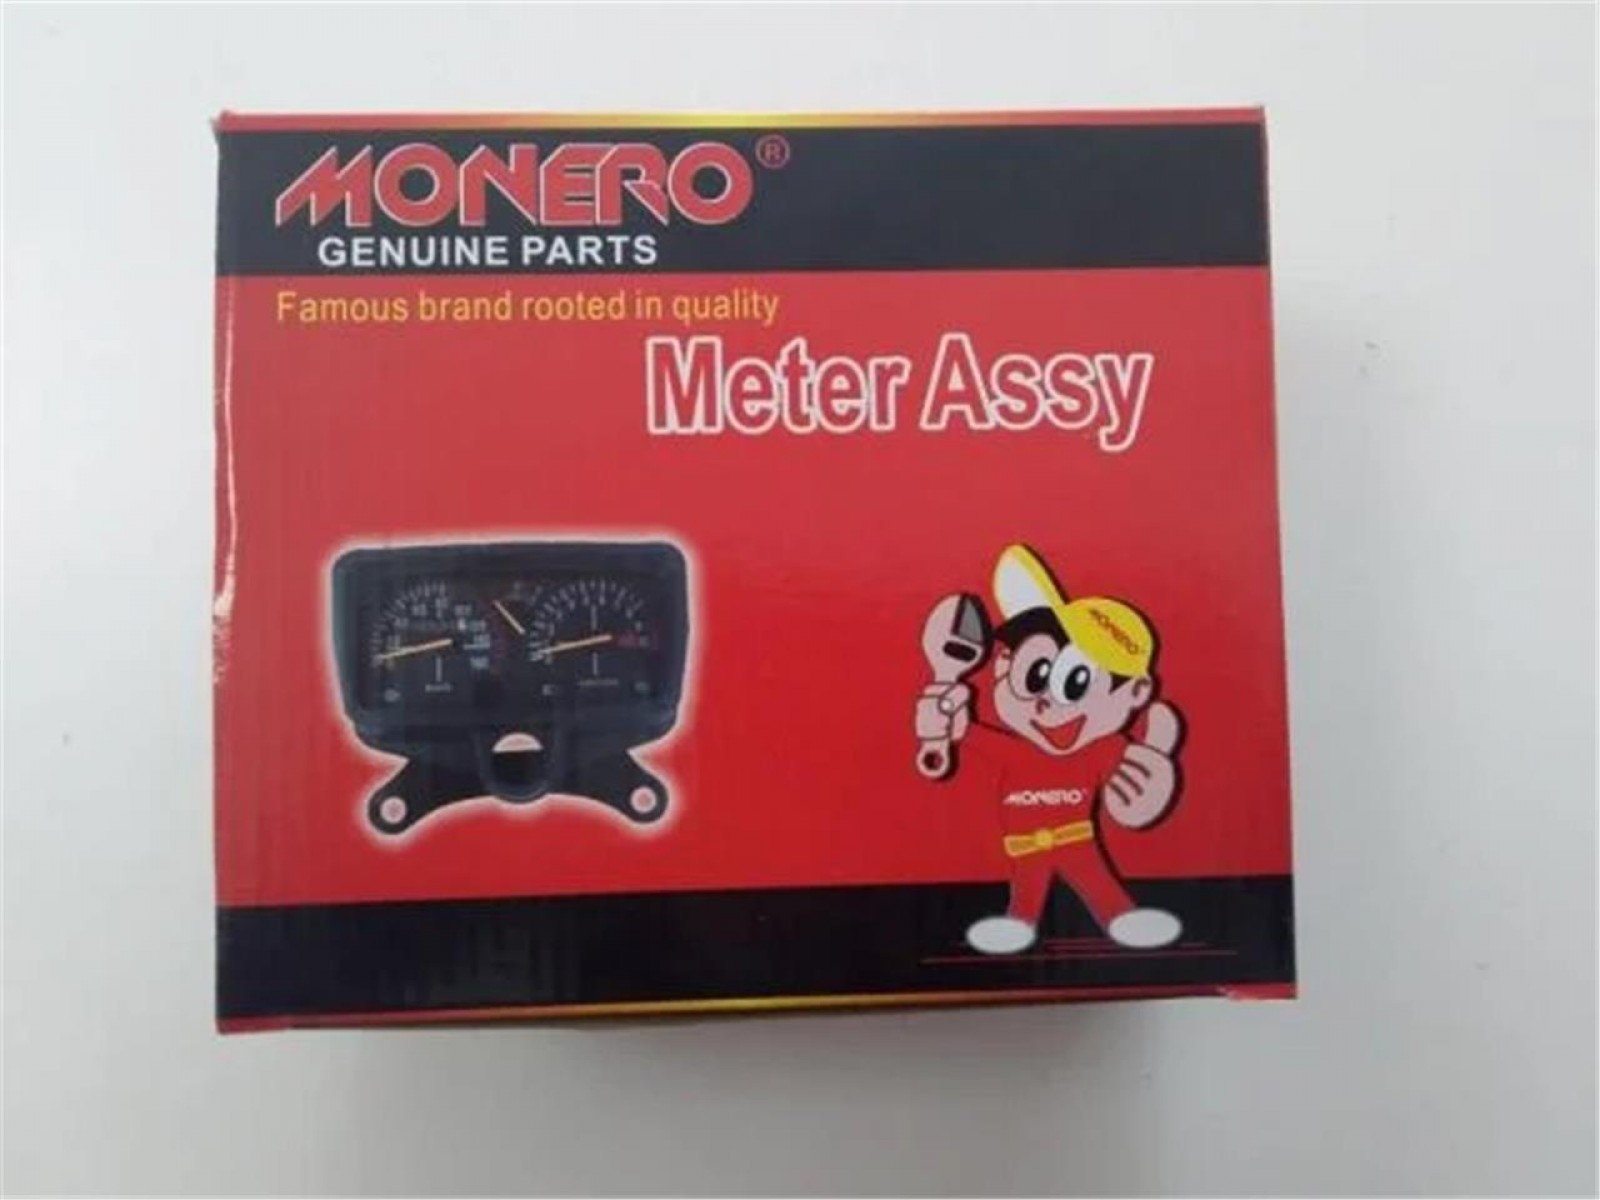 MONERO®
GENUINE PARTS
Famous brand rooted in quality
Meter Assy
MONERO
MONERO